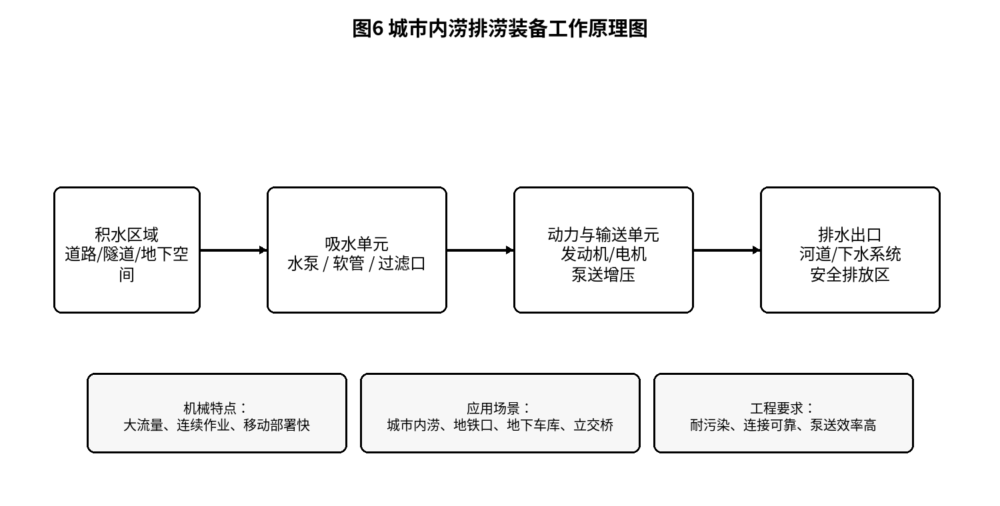 图6 城市内涝排涝装备工作原理图
积水区域
道路/隧道/地下空
间
吸水单元
水泵 / 软管 / 过滤口
动力与输送单元
发动机/电机
泵送增压
排水出口
河道/下水系统
安全排放区
机械特点：
大流量、连续作业、移动部署快
应用场景：
城市内涝、地铁口、地下车库、立交桥
工程要求：
耐污染、连接可靠、泵送效率高